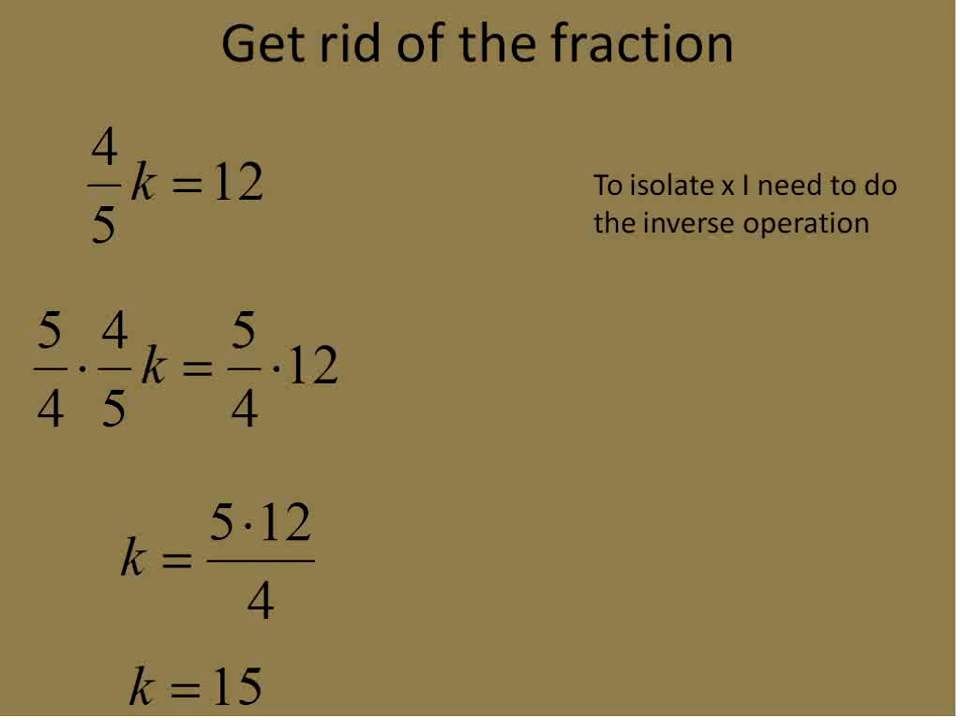 Get rid of the fraction
4/5 k = 12
To isolate x I need to do
the inverse operation
5/4 · 4/5 k = 5/4 · 12
k = 5·12/4
k = 15